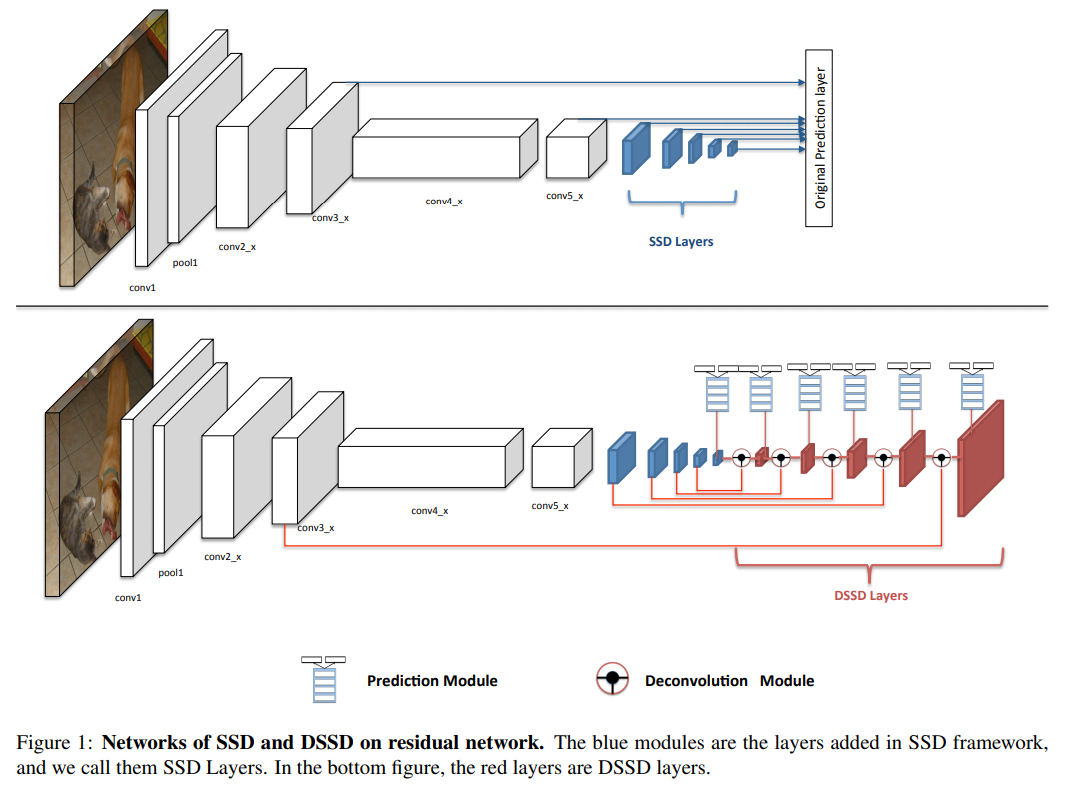 Original Prediction layer
conv1
pool1
conv2_x
conv3_x
conv4_x
conv5_x
SSD Layers
conv1
pool1
conv2_x
conv3_x
conv4_x
conv5_x
DSSD Layers
Prediction Module
Deconvolution Module
Figure 1: Networks of SSD and DSSD on residual network. The blue modules are the layers added in SSD framework,
and we call them SSD Layers. In the bottom figure, the red layers are DSSD layers.